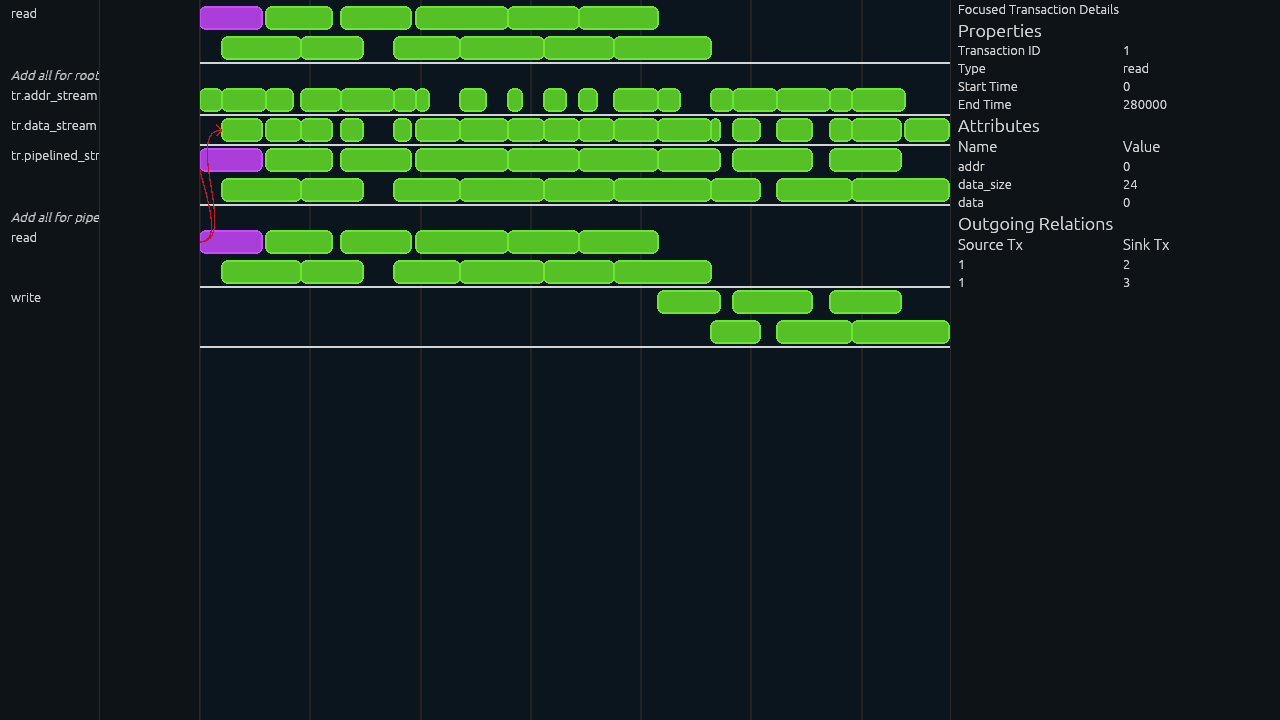 read
Add all for root
tr.addr_stream
tr.data_stream
tr.pipelined_str
Add all for pipe
read
write
Focused Transaction Details
Properties
Transaction ID 1
Type read
Start Time 0
End Time 280000
Attributes
Name Value
addr 0
data_size 24
data 0
Outgoing Relations
Source Tx Sink Tx
1 2
1 3